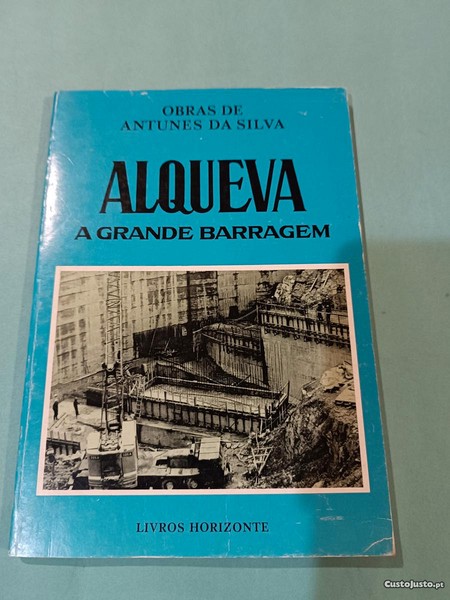 OBRAS DE
ANTUNES DA SILVA
ALQUEVA
A GRANDE BARRAGEM
LIVROS HORIZONTE
CustoJusto.pt